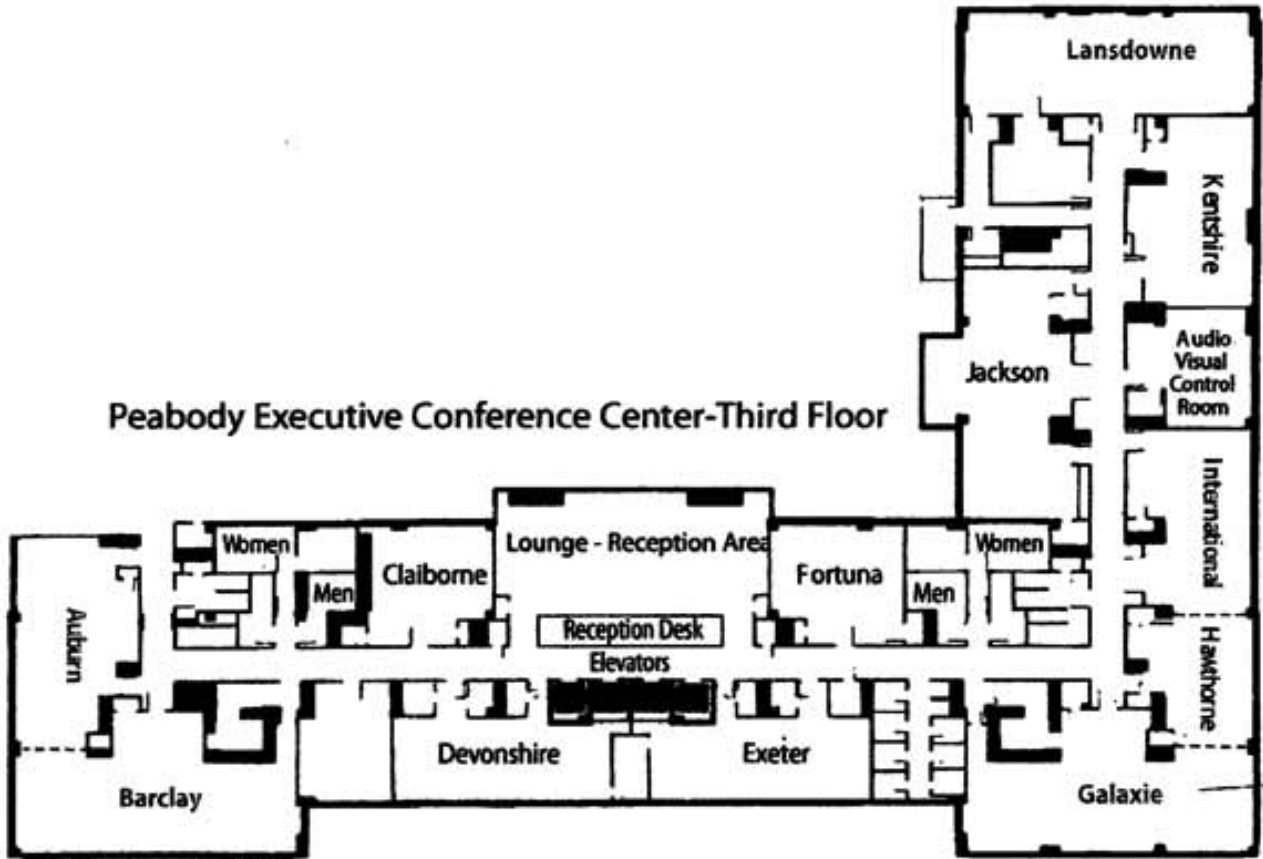 Lansdowne
Kentshire
Audio
Visual
Control
Room
Jackson
Peabody Executive Conference Center-Third Floor
International
Women
Claiborne
Lounge - Reception Area
Fortuna
Women
Men
Men
Auburn
Reception Desk
Hawthorne
Elevators
Devonshire
Exeter
Barclay
Galaxie